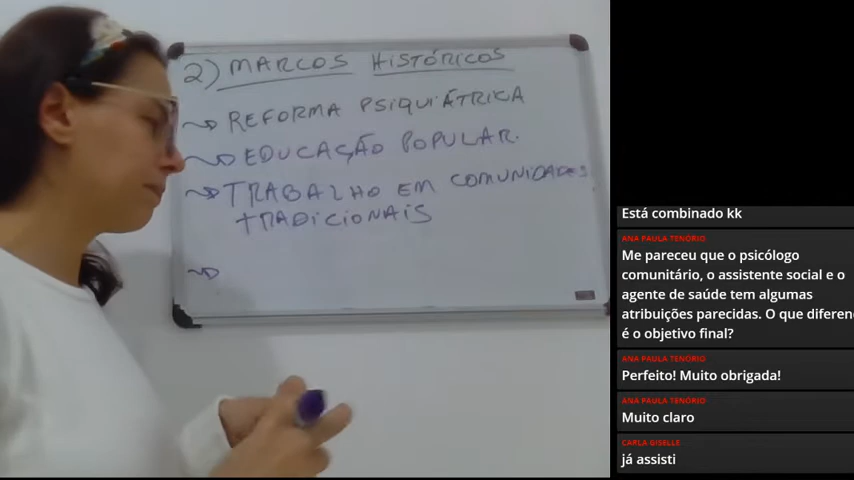 2) MARCOS HISTÓRICOS
REFORMA PSIQUIÁTRICA
EDUCAÇÃO POPULAR.
TRABALHO EM COMUNIDADES
TRADICIONAIS
Está combinado kk
ANA PAULA TENÓRIO
Me pareceu que o psicólogo
comunitário, o assistente social e o
agente de saúde tem algumas
atribuições parecidas. O que diferen
é o objetivo final?
ANA PAULA TENÓRIO
Perfeito! Muito obrigada!
ANA PAULA TENÓRIO
Muito claro
CARLA GISELLE
já assisti